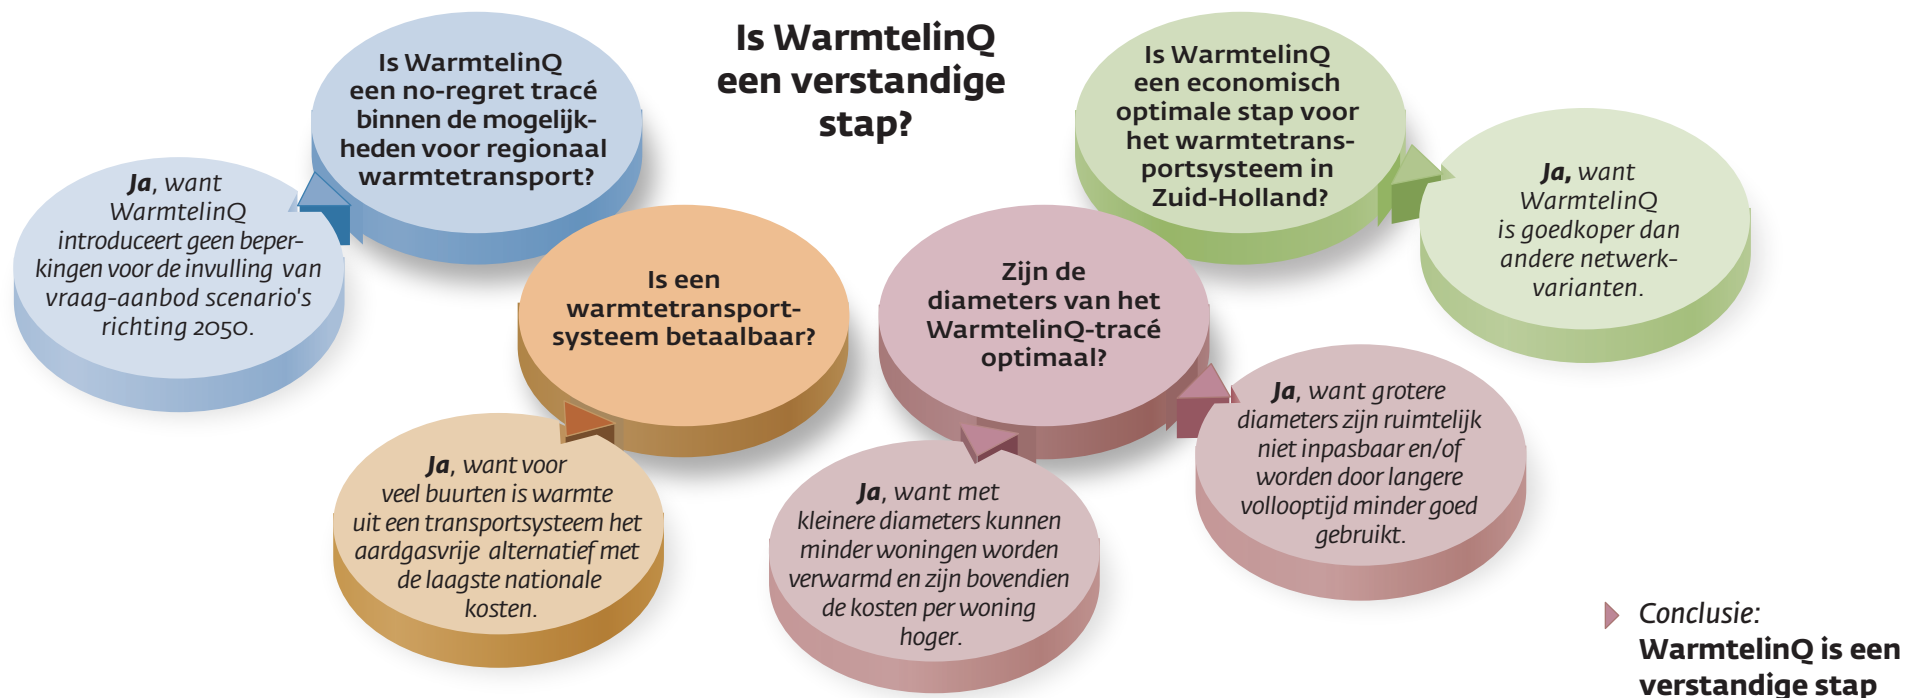 Is WarmtelinQ
een verstandige
stap?
Is WarmtelinQ
een no-regret tracé
binnen de mogelijk-
heden voor regionaal
warmtetransport?
Ja, want
WarmtelinQ
introduceert geen beper-
kingen voor de invulling van
vraag-aanbod scenario's
richting 2050.
Is een
warmtetransport-
systeem betaalbaar?
Ja, want voor
veel buurten is warmte
uit een transportsysteem het
aardgasvrije alternatief met
de laagste nationale
kosten.
Zijn de
diameters van het
WarmtelinQ-tracé
optimaal?
Ja, want met
kleinere diameters kunnen
minder woningen worden
verwarmd en zijn bovendien
de kosten per woning
hoger.
Ja, want grotere
diameters zijn ruimtelijk
niet inpasbaar en/of
worden door langere
vollooptijd minder goed
gebruikt.
Is WarmtelinQ
een economisch
optimale stap voor
het warmtetrans-
portsysteem in
Zuid-Holland?
Ja, want
WarmtelinQ
is goedkoper dan
andere netwerk-
varianten.
Conclusie:
WarmtelinQ is een
verstandige stap